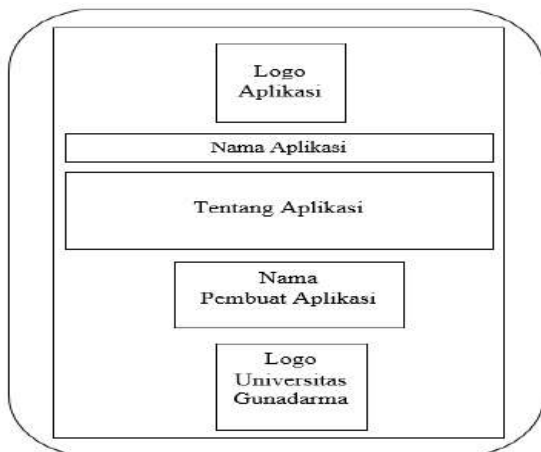 Logo
Aplikasi
Nama Aplikasi
Tentang Aplikasi
Nama
Pembuat Aplikasi
Logo
Universitas
Gunadarma